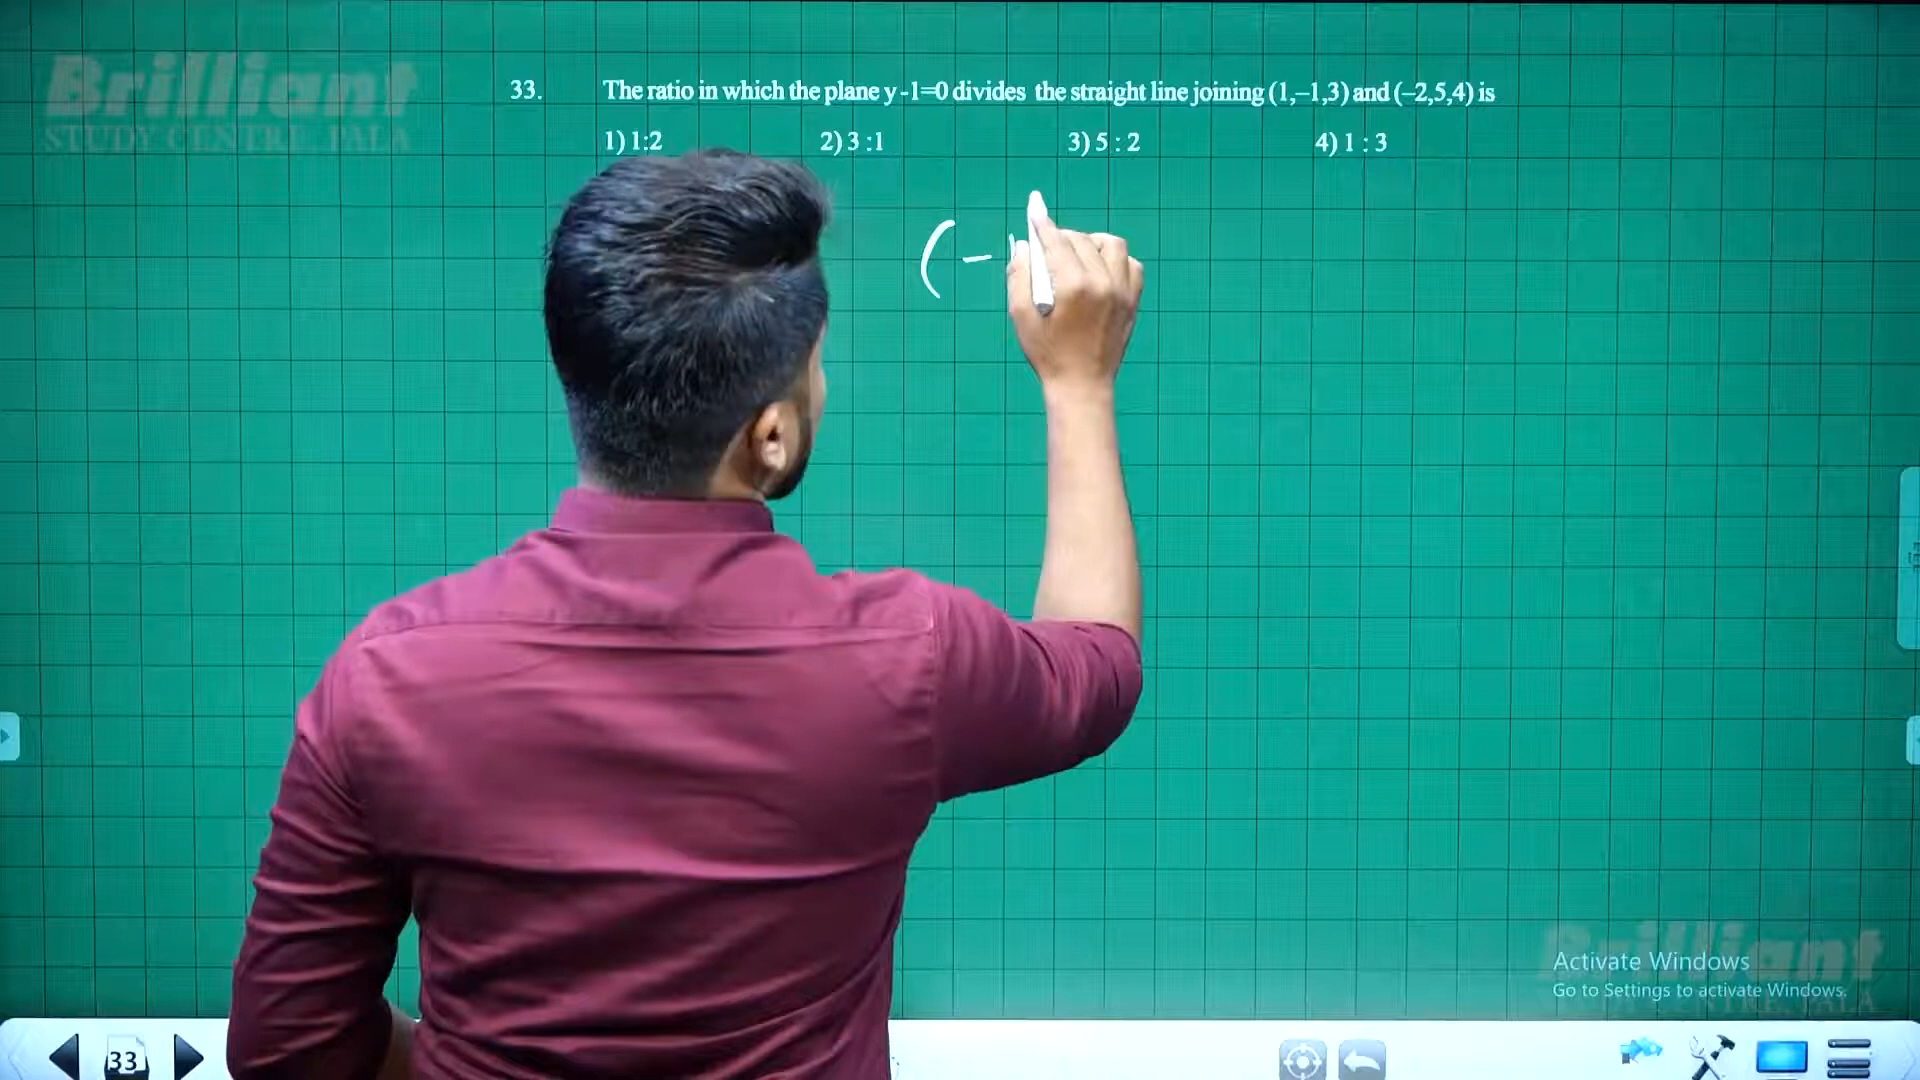 Brilliant
STUDY CENTRE, PALA
33. The ratio in which the plane y -1=0 divides the straight line joining (1,–1,3) and (–2,5,4) is
1) 1:2 2) 3 :1 3) 5 : 2 4) 1 : 3
(-
Brilliant
Activate Windows
Go to Settings to activate Windows.
33